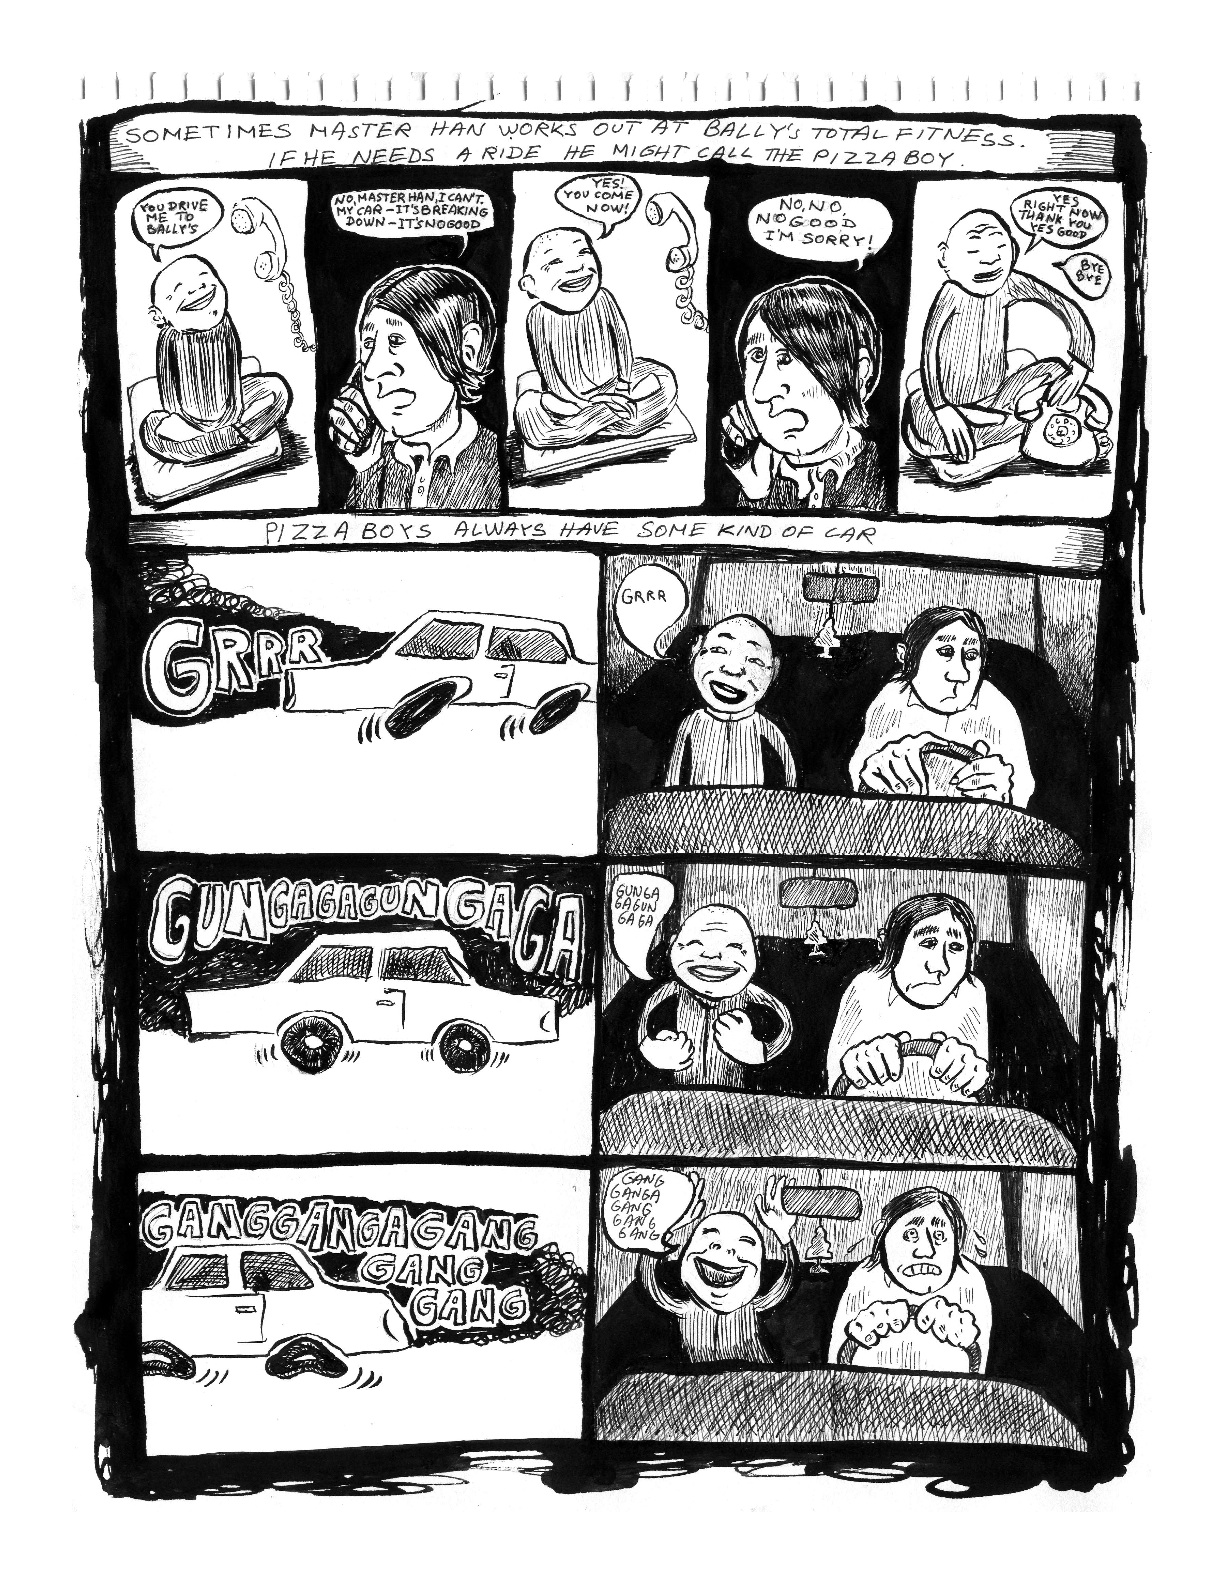 SOMETIMES MASTER HAN WORKS OUT AT BALLY'S TOTAL FITNESS.
IF HE NEEDS A RIDE HE MIGHT CALL THE PIZZA BOY.
YOU DRIVE
ME TO
BALLY'S
NO, MASTER HAN, I CAN'T.
MY CAR - IT'S BREAKING
DOWN - IT'S NO GOOD
YES!
YOU COME
NOW!
NO, NO,
NO GOOD
I'M SORRY!
YES
RIGHT NOW
THANK YOU
YES GOOD
BYE
BYE
PIZZA BOYS ALWAYS HAVE SOME KIND OF CAR
GRRR
GRRR
GUNGAGAGUNGAGA
GUNGA
GAGUN
GAGA
GANGGANGAGANG
GANG
GANG
GANG
GANGA
GANG
GANG
GANG